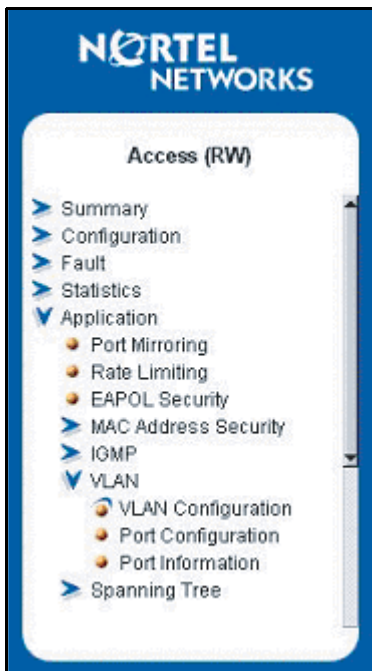 NORTEL
NETWORKS
Access (RW)
Summary
Configuration
Fault
Statistics
Application
Port Mirroring
Rate Limiting
EAPOL Security
MAC Address Security
IGMP
VLAN
VLAN Configuration
Port Configuration
Port Information
Spanning Tree